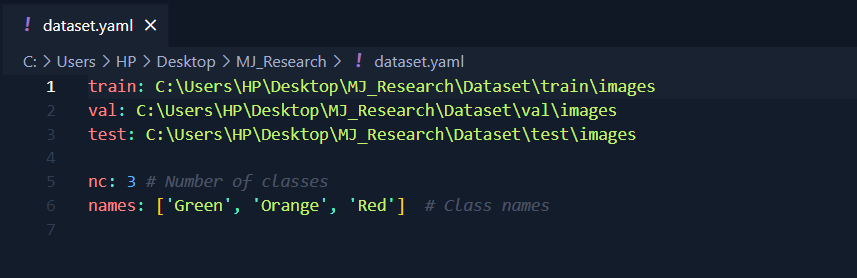 ! dataset.yaml ×
C: > Users > HP > Desktop > MJ_Research > ! dataset.yaml
1 train: C:\Users\HP\Desktop\MJ_Research\Dataset\train\images
2 val: C:\Users\HP\Desktop\MJ_Research\Dataset\val\images
3 test: C:\Users\HP\Desktop\MJ_Research\Dataset\test\images
4
5 nc: 3 # Number of classes
6 names: ['Green', 'Orange', 'Red']  # Class names
7